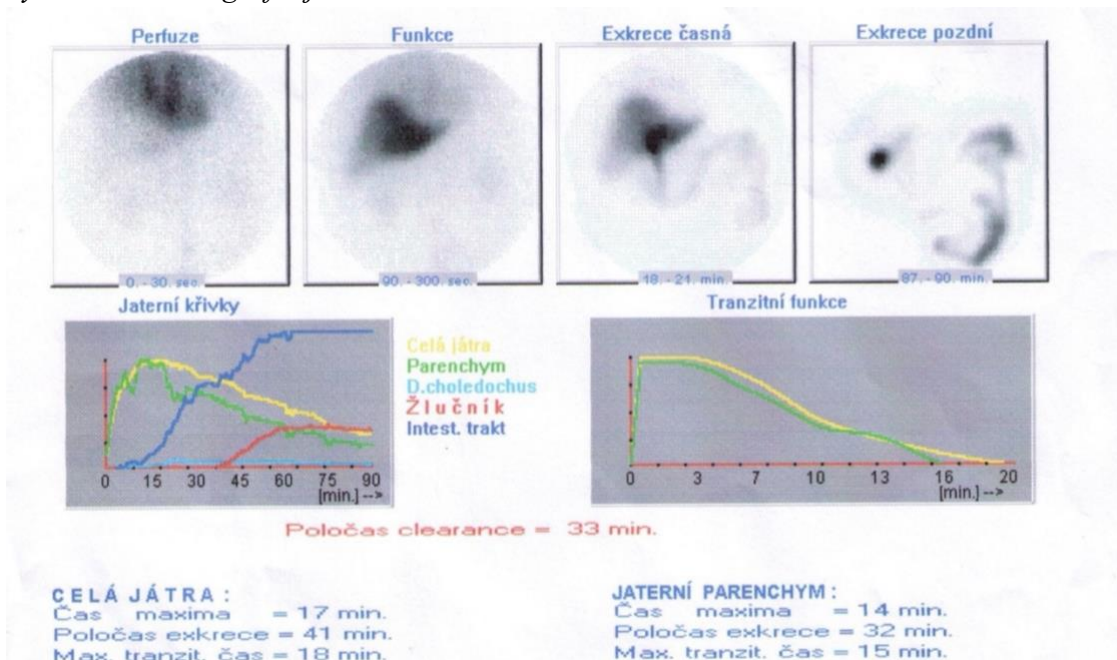 Perfuze Funkce Exkrece časná Exkrece pozdní
0. - 30. sec. 90. - 300. sec. 18. - 21. min. 87. - 90. min
Jaterní křivky Tranzitní funkce
Celá játra
Parenchym
D.choledochus
Žlučník
Intest. trakt
0 15 30 45 60 75 90
[min.] -->
0 3 7 10 13 16 20
[min.] -->
Poločas clearance = 33 min.
CELÁ JÁTRA : JATERNÍ PARENCHYM :
Čas maxima = 17 min. Čas maxima = 14 min.
Poločas exkrece = 41 min. Poločas exkrece = 32 min.
Max. tranzit. čas = 18 min. Max. tranzit. čas = 15 min.